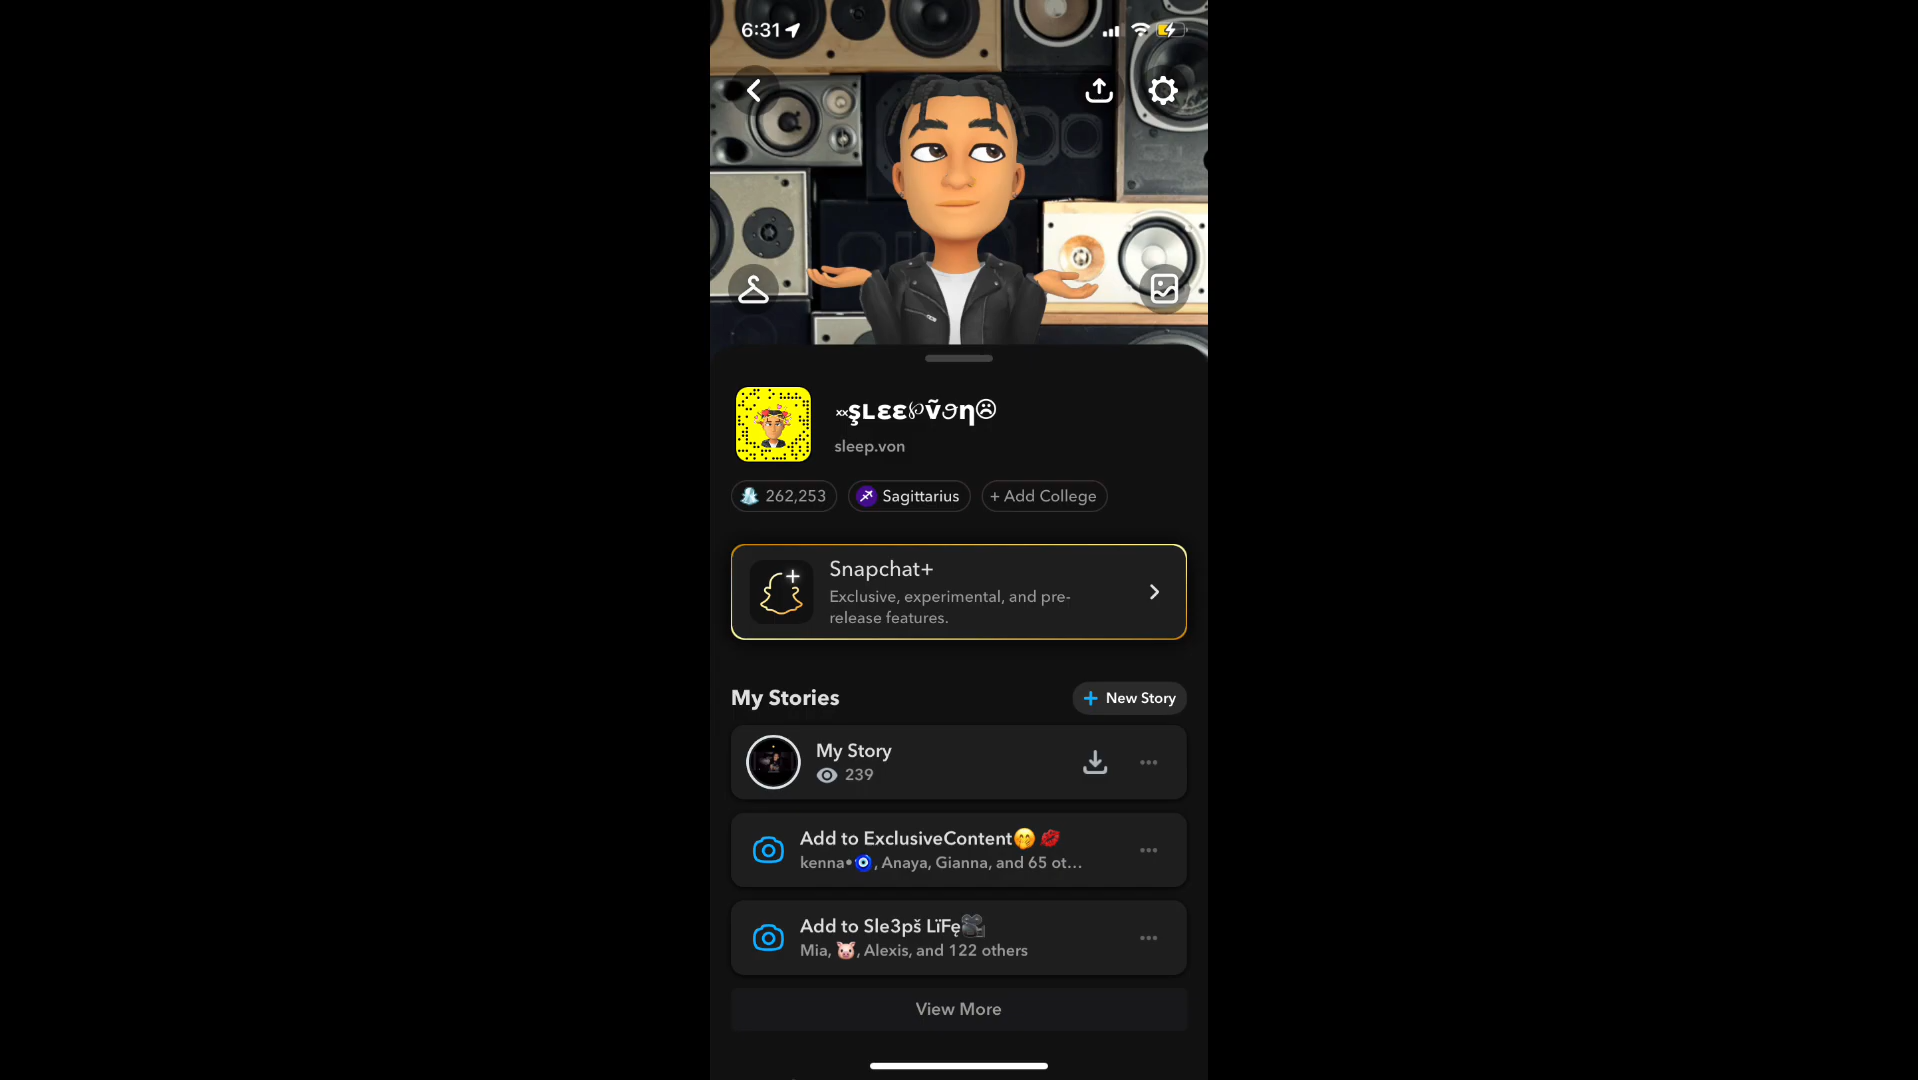 6:31
ₓₓşʟεε℘ṽ૭η☹
sleep.von
262,253
Sagittarius
+ Add College
Snapchat+
Exclusive, experimental, and pre-
release features.
My Stories
+ New Story
My Story
239
Add to ExclusiveContent🤭💋
kenna•🧿, Anaya, Gianna, and 65 ot...
Add to Sle3pš LïFę🎥
Mia, 🐷, Alexis, and 122 others
View More